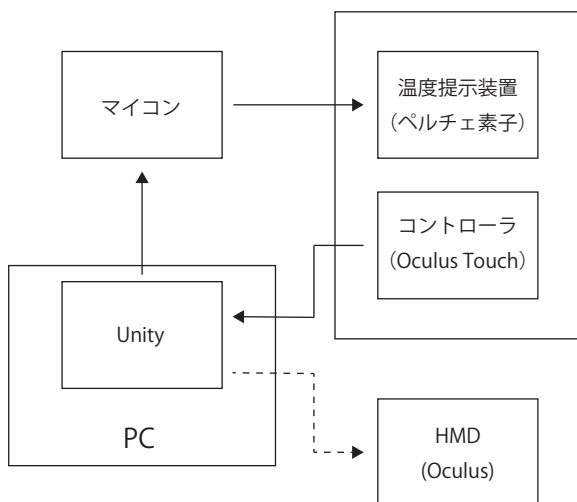 マイコン
温度提示装置
（ペルチェ素子）
コントローラ
（Oculus Touch）
Unity
PC
HMD
(Oculus)